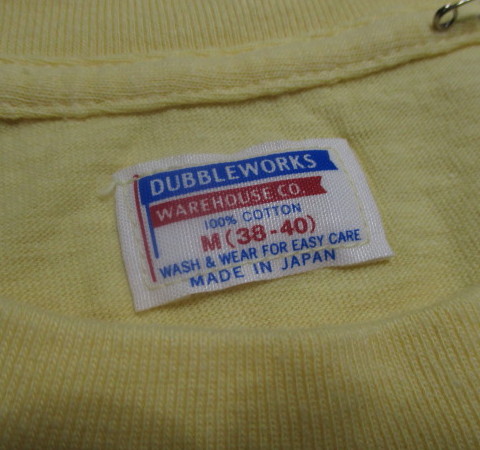 DUBBLEWORKS
WAREHOUSE CO.
100% COTTON
M(38-40)
WASH & WEAR FOR EASY CARE
MADE IN JAPAN